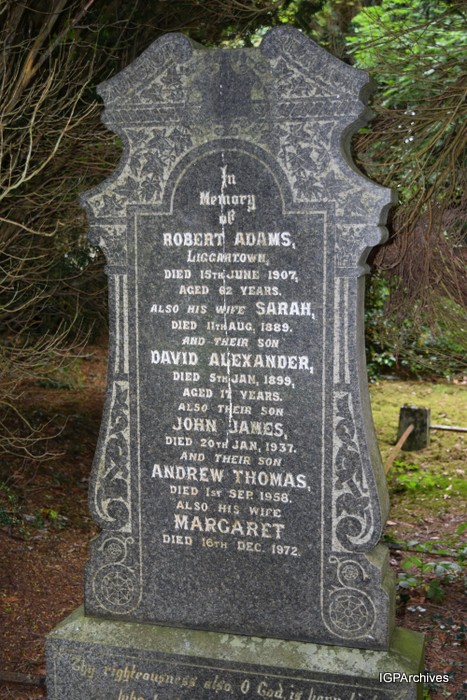 In
Memory
of
ROBERT ADAMS,
LIGGARTOWN,
DIED 15TH JUNE 1907,
AGED 62 YEARS.
ALSO HIS WIFE SARAH,
DIED 11TH AUG, 1889.
AND THEIR SON
DAVID ALEXANDER,
DIED 5TH JAN, 1899,
AGED 17 YEARS.
ALSO THEIR SON
JOHN JAMES,
DIED 20TH JAN, 1937.
AND THEIR SON
ANDREW THOMAS,
DIED 1ST SEP. 1958.
ALSO HIS WIFE
MARGARET
DIED 16TH DEC. 1972.
Thy righteousness also O God, is
who
IGPArchives